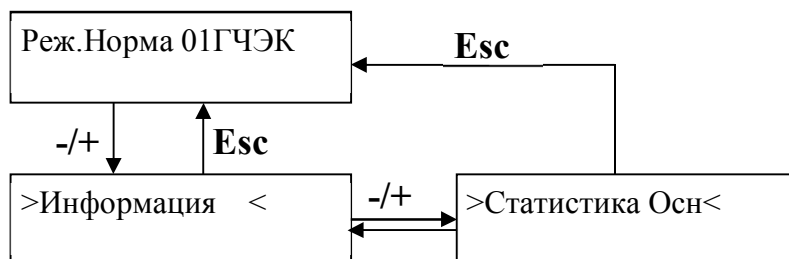 Реж.Норма 01ГЧЭК
Esc
-/+
Esc
>Информация <
-/+
>Статистика Осн<